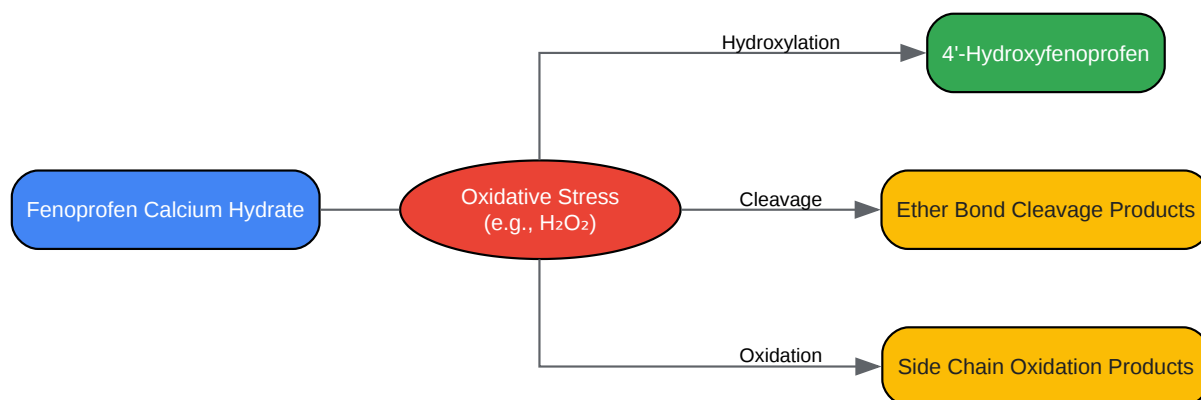 Hydroxylation
4'-Hydroxyfenoprofen
Fenoprofen Calcium Hydrate
Oxidative Stress
(e.g., H₂O₂)
Cleavage
Ether Bond Cleavage Products
Oxidation
Side Chain Oxidation Products